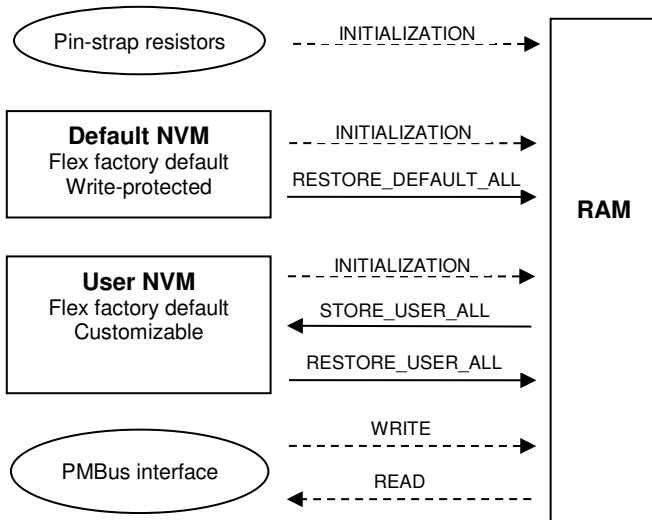 Pin-strap resistors
INITIALIZATION
Default NVM
Flex factory default
Write-protected
INITIALIZATION
RESTORE_DEFAULT_ALL
RAM
User NVM
Flex factory default
Customizable
INITIALIZATION
STORE_USER_ALL
RESTORE_USER_ALL
PMBus interface
WRITE
READ